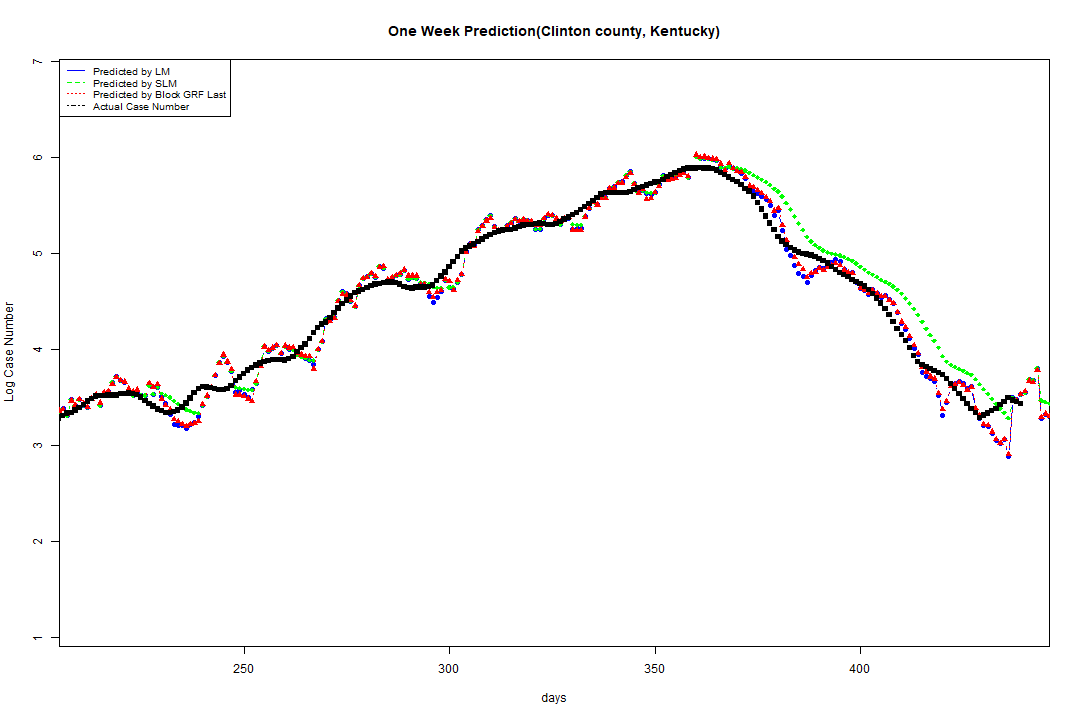 One Week Prediction(Clinton county, Kentucky)
Predicted by LM
Predicted by SLM
Predicted by Block GRF Last
Actual Case Number
7
6
5
4
3
2
1
Log Case Number
250 300 350 400
days